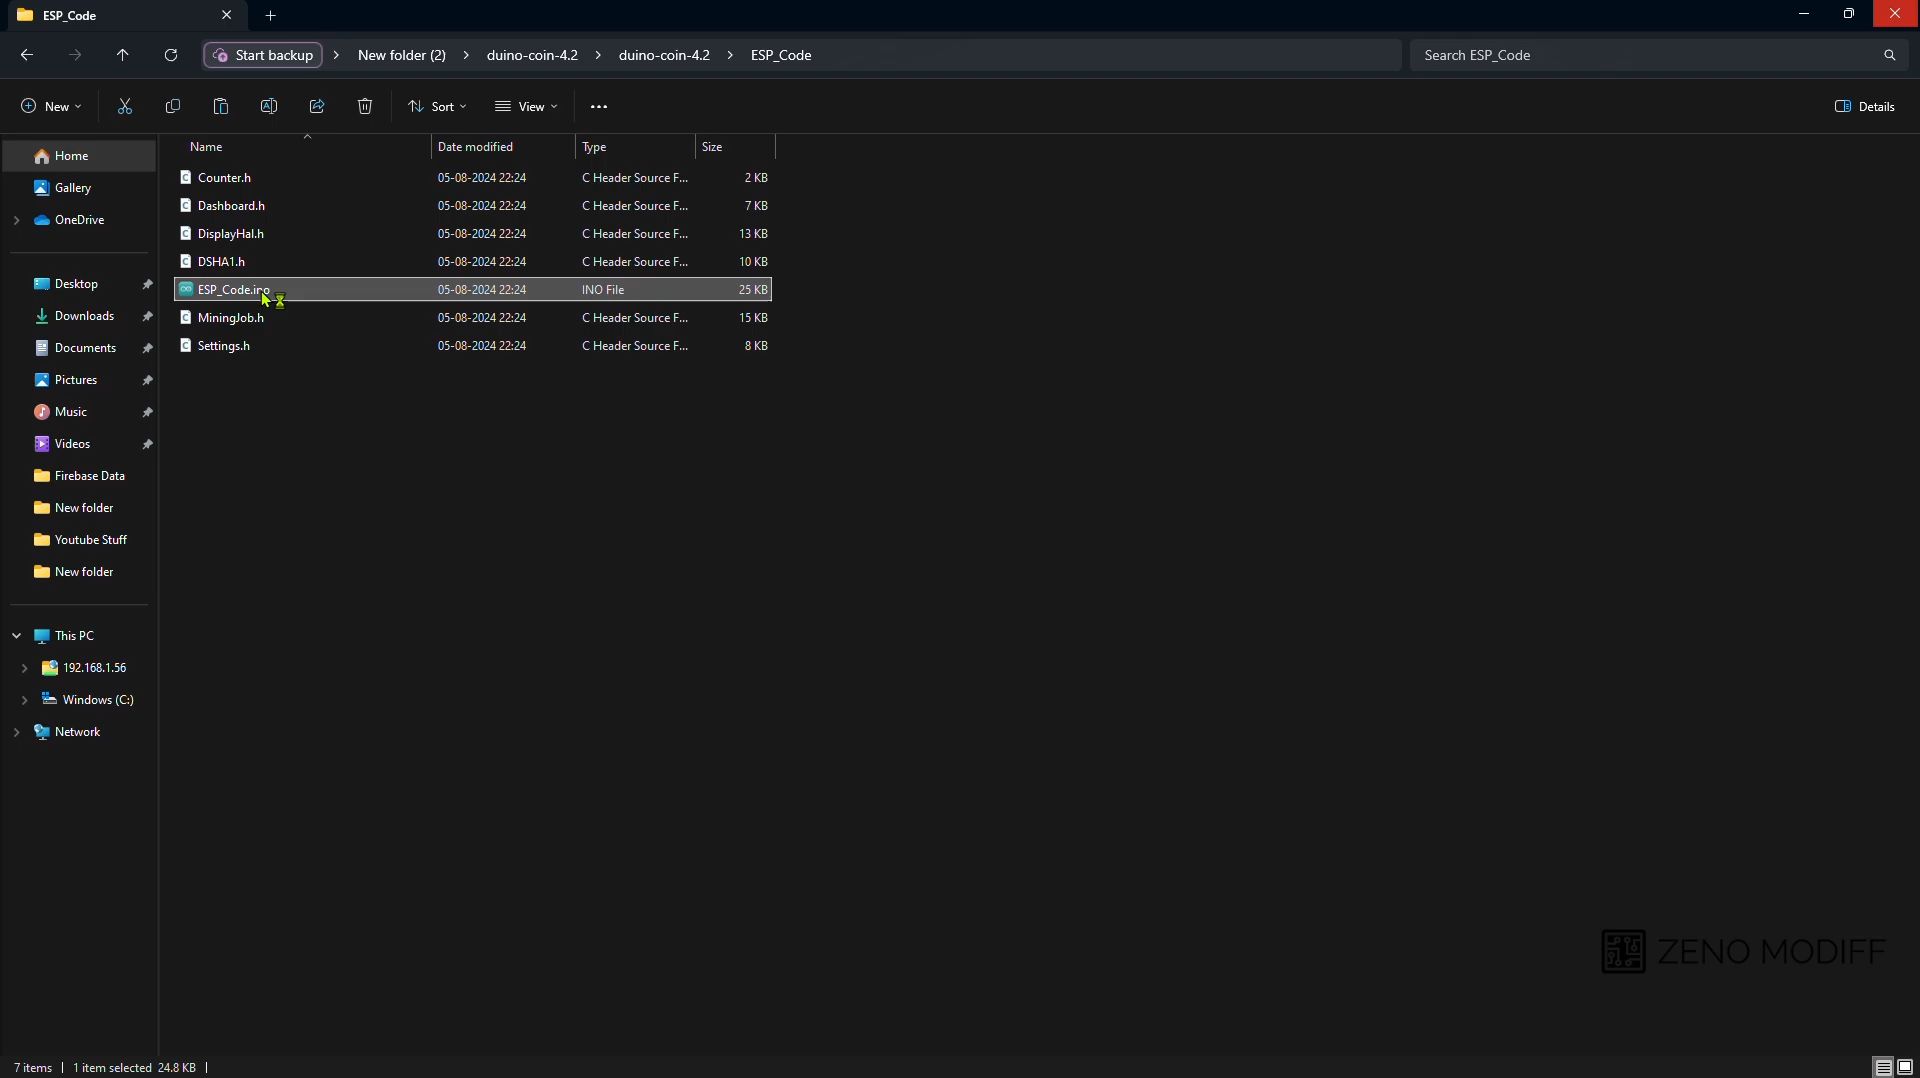 ESP_Code
Start backup > New folder (2) > duino-coin-4.2 > duino-coin-4.2 > ESP_Code
Search ESP_Code
New
Sort
View
Details
Home
Gallery
OneDrive
Desktop
Downloads
Documents
Pictures
Music
Videos
Firebase Data
New folder
Youtube Stuff
New folder
This PC
192.168.1.56
Windows (C:)
Network
Name Date modified Type Size
Counter.h 05-08-2024 22:24 C Header Source F... 2 KB
Dashboard.h 05-08-2024 22:24 C Header Source F... 7 KB
DisplayHal.h 05-08-2024 22:24 C Header Source F... 13 KB
DSHA1.h 05-08-2024 22:24 C Header Source F... 10 KB
ESP_Code.ino 05-08-2024 22:24 INO File 25 KB
MiningJob.h 05-08-2024 22:24 C Header Source F... 15 KB
Settings.h 05-08-2024 22:24 C Header Source F... 8 KB
ZENO MODIFF
7 items | 1 item selected 24.8 KB |